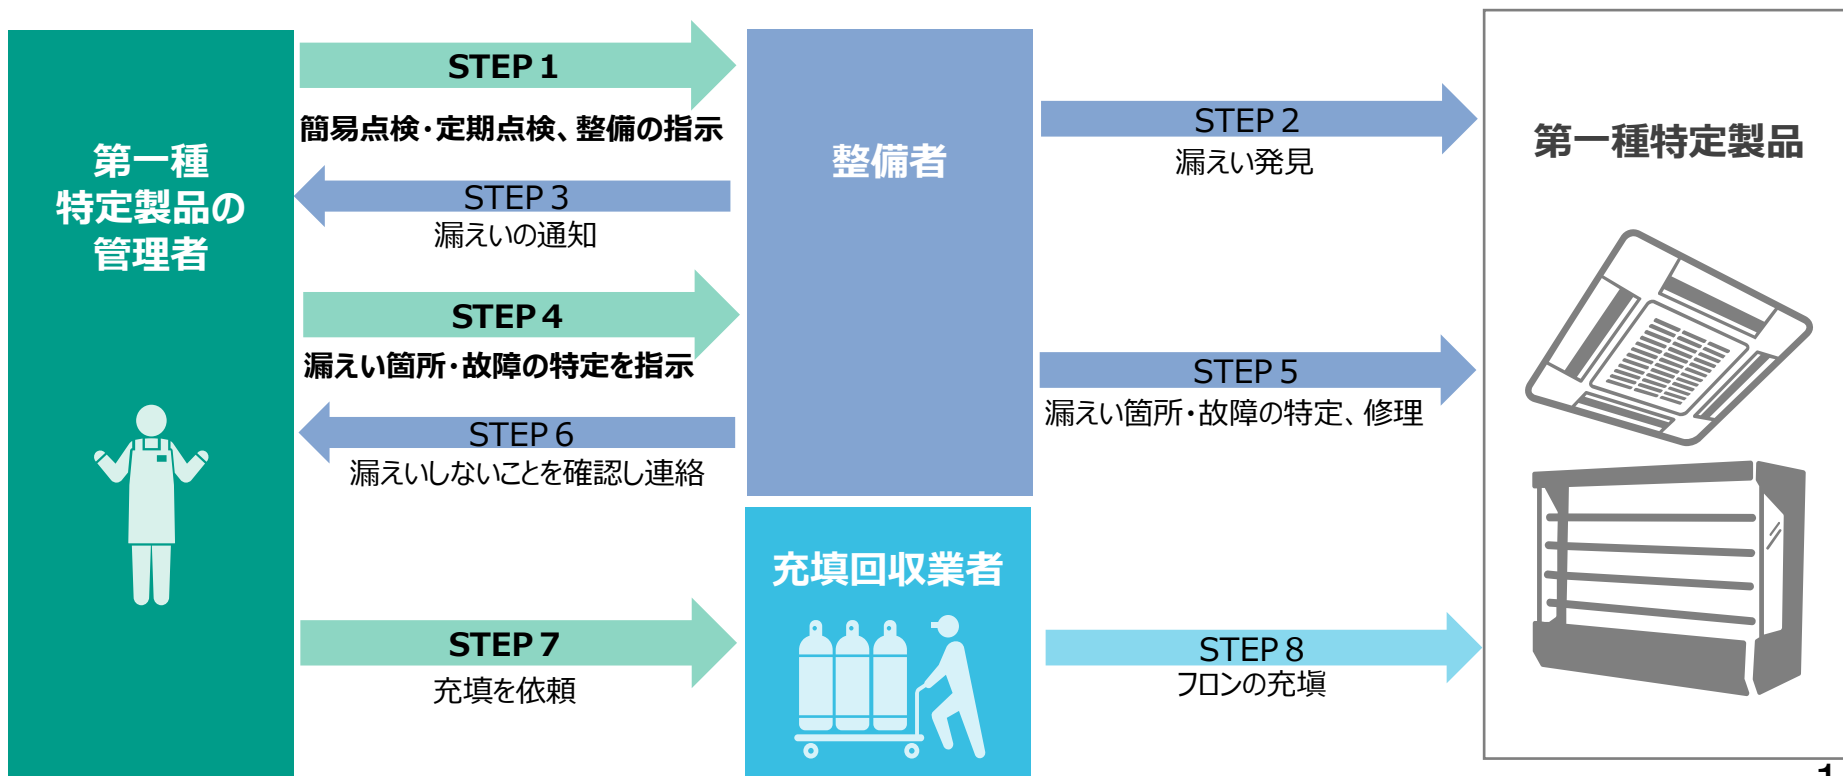 第一種
特定製品の
管理者
STEP 1
簡易点検・定期点検、整備の指示
STEP 3
漏えいの通知
STEP 4
漏えい箇所・故障の特定を指示
STEP 6
漏えいしないことを確認し連絡
STEP 7
充填を依頼
整備者
充填回収業者
STEP 2
漏えい発見
STEP 5
漏えい箇所・故障の特定、修理
STEP 8
フロンの充塡
第一種特定製品
1